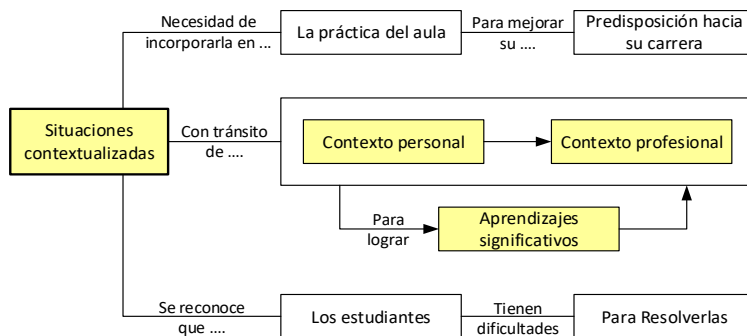 Necesidad de
incorporarla en ...
La práctica del aula
Para mejorar
su ....
Predisposición hacia
su carrera
Situaciones
contextualizadas
Con tránsito
de ....
Contexto personal
Contexto profesional
Para
lograr
Aprendizajes
significativos
Se reconoce
que ....
Los estudiantes
Tienen
dificultades
Para Resolverlas